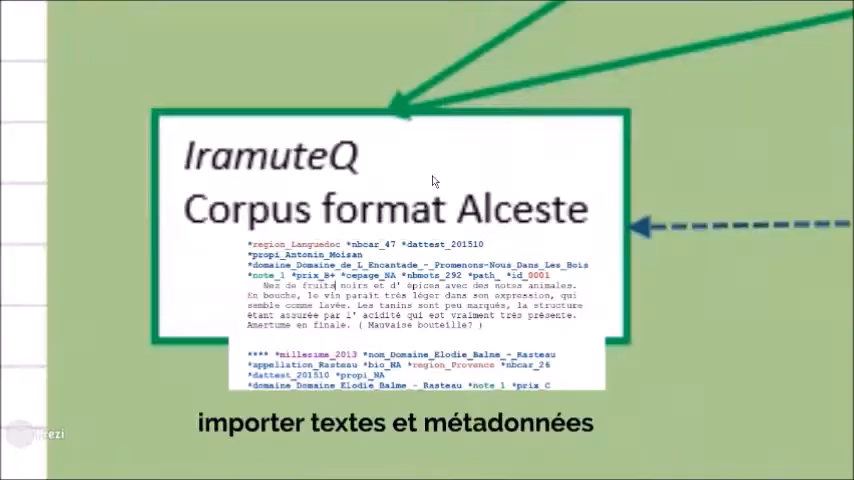 IramuteQ
Corpus format Alceste
*region_Languedoc *nbcar_47 *dattest_201510
*propi_Antonin_Moisan
*domaine_Domaine_de_L_Encantade_-_Promenons-Nous_Dans_Les_Bois
*note_1 *prix_B+ *cepage_NA *nbmots_292 *path_ *id_0001
Nez de fruits noirs et d' épices avec des notes animales.
En bouche, le vin paraît très léger dans son expression, qui
semble comme lavée. Les tanins sont peu marqués, la structure
étant assurée par l' acidité qui est vraiment très présente.
Amertume en finale. ( Mauvaise bouteille? )
**** *millesime_2013 *nom_Domaine_Elodie_Balme_-_Rasteau
*appellation_Rasteau *bio_NA *region_Provence *nbcar_26
*dattest_201510 *propi_NA
*domaine_Domaine_Elodie_Balme_-_Rasteau *note_1 *prix_C
importer textes et métadonnées